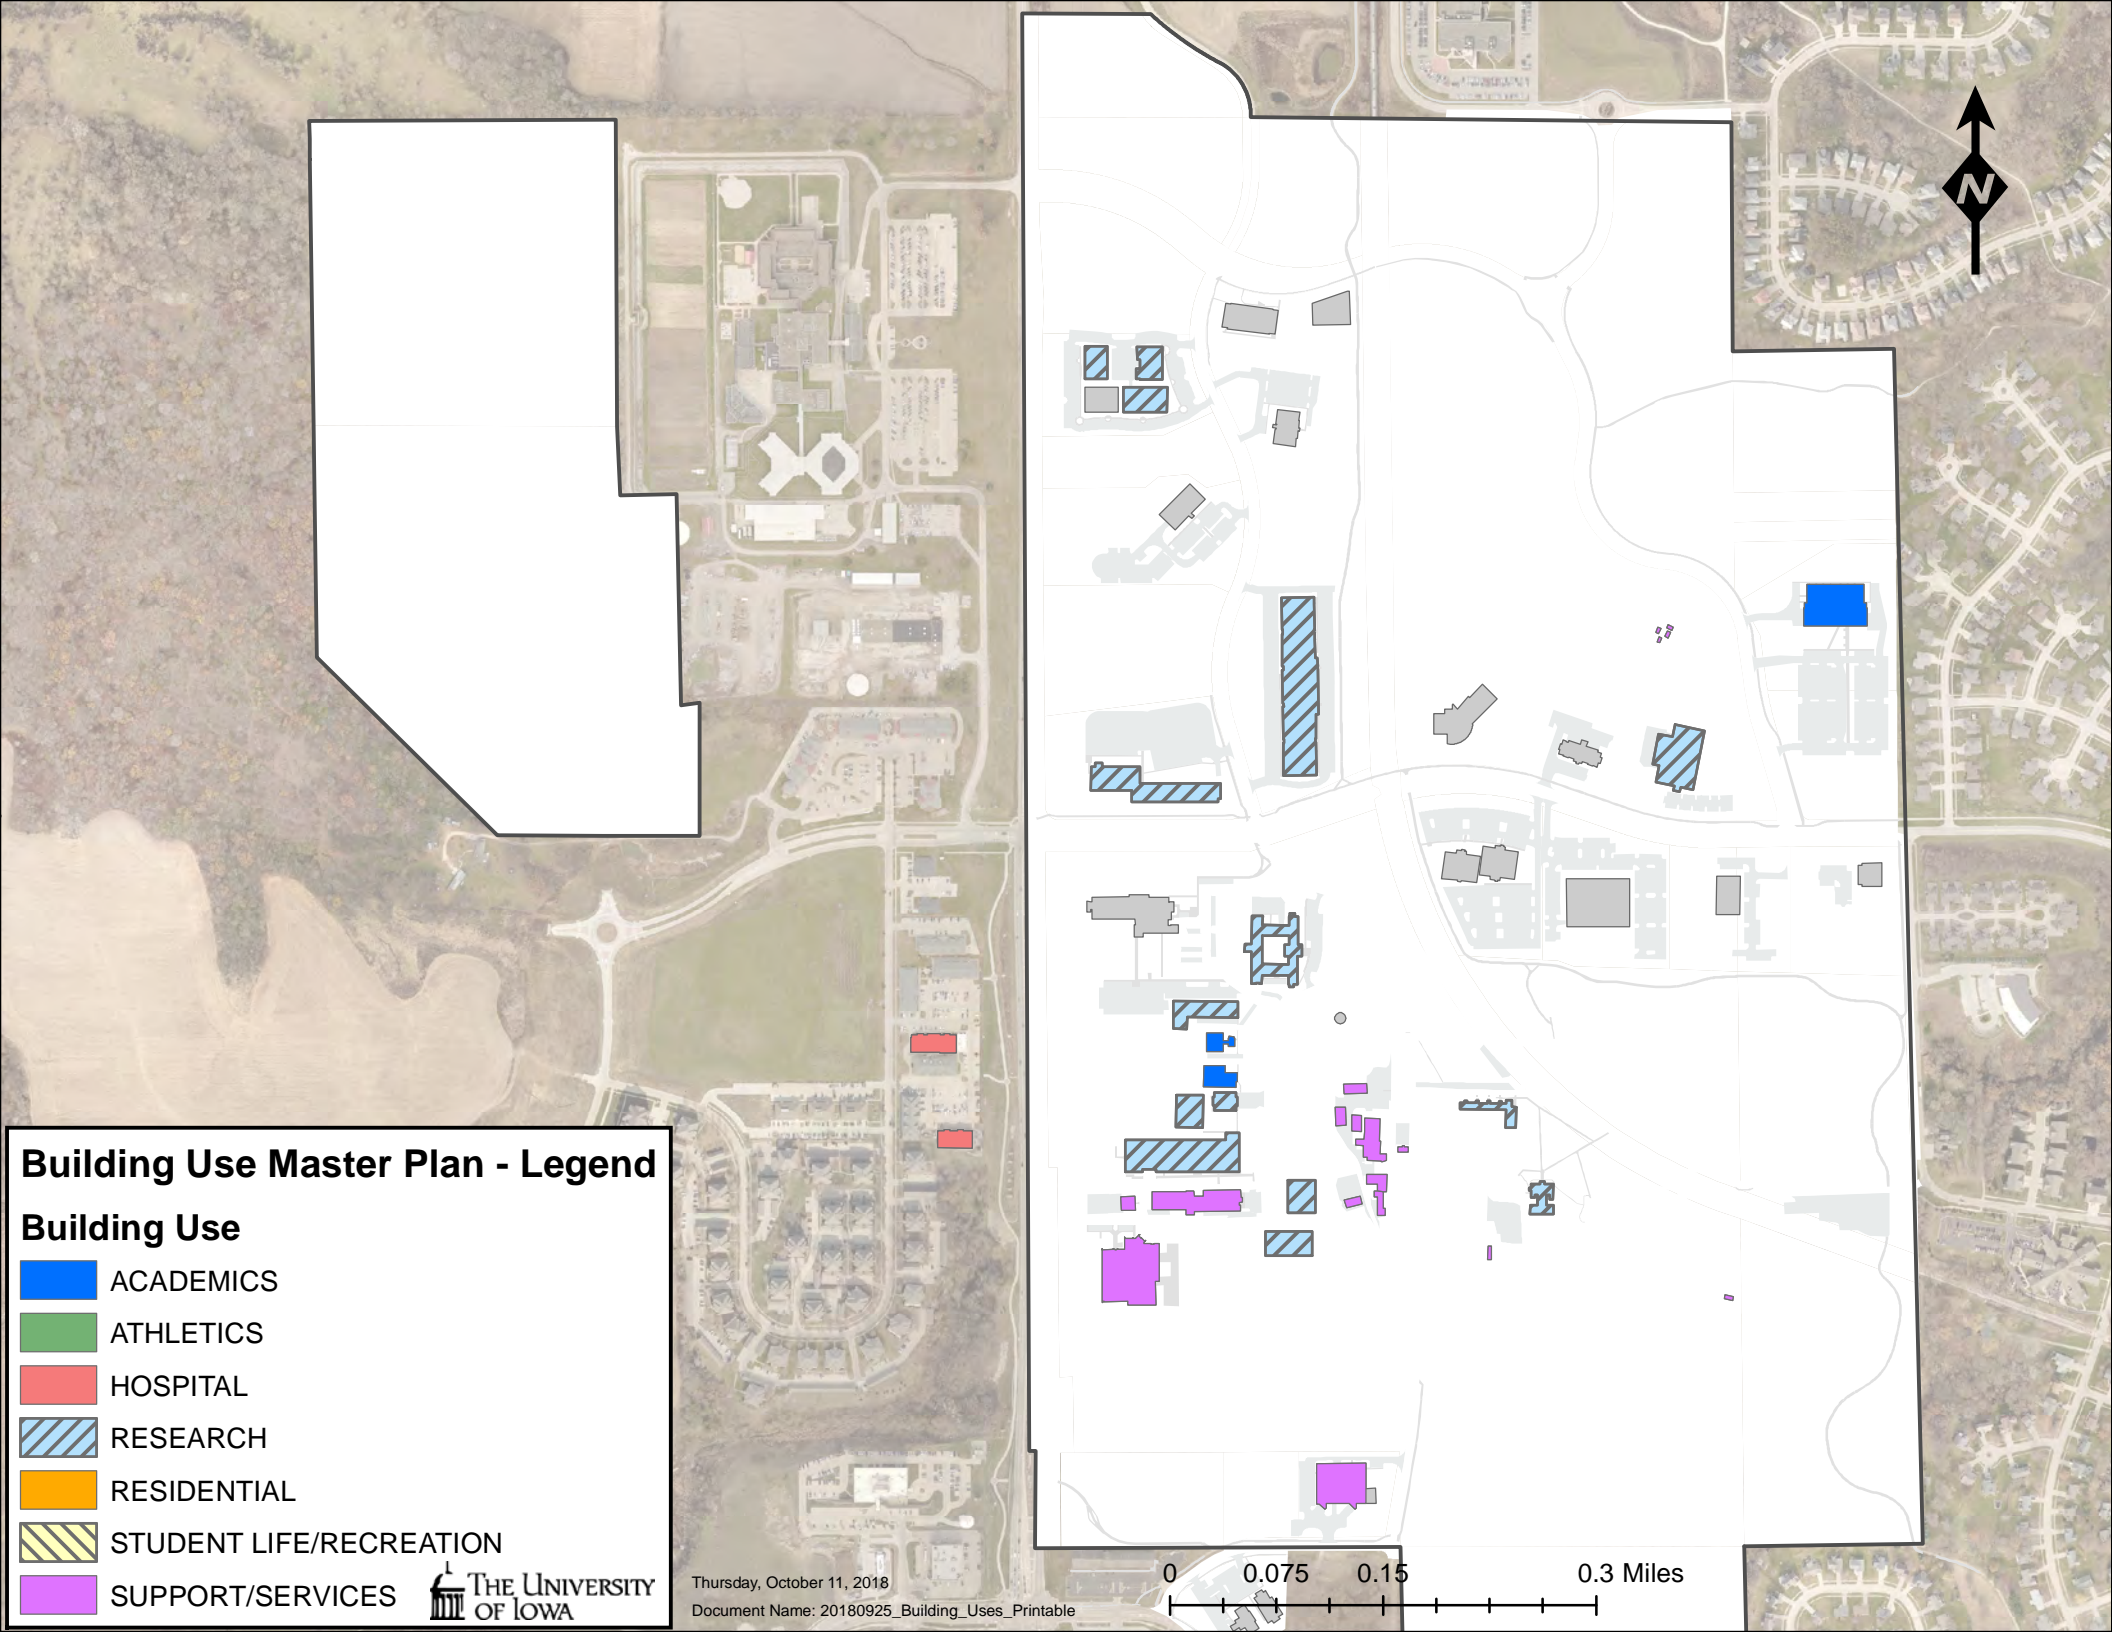 N
Building Use Master Plan - Legend
Building Use
ACADEMICS
ATHLETICS
HOSPITAL
RESEARCH
RESIDENTIAL
STUDENT LIFE/RECREATION
SUPPORT/SERVICES
THE UNIVERSITY
OF IOWA
Thursday, October 11, 2018
Document Name: 20180925_Building_Uses_Printable
0 0.075 0.15 0.3 Miles